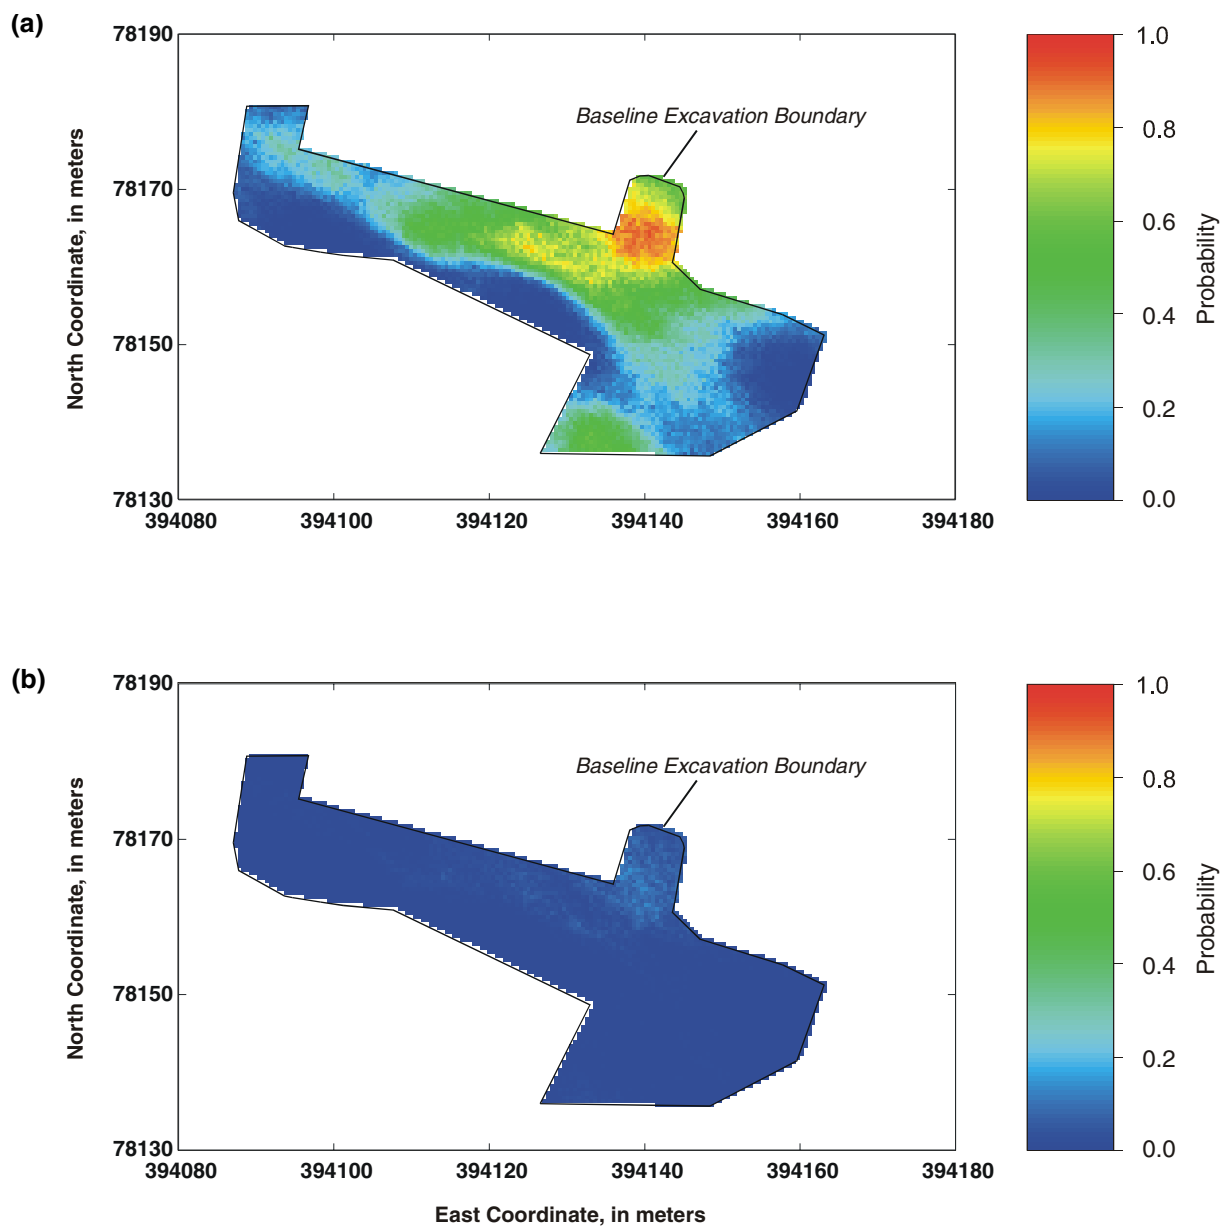 (a)
78190
78170
78150
78130
North Coordinate, in meters
394080 394100 394120 394140 394160 394180
Baseline Excavation Boundary
1.0
0.8
0.6
0.4
0.2
0.0
Probability
(b)
78190
78170
78150
78130
North Coordinate, in meters
394080 394100 394120 394140 394160 394180
East Coordinate, in meters
Baseline Excavation Boundary
1.0
0.8
0.6
0.4
0.2
0.0
Probability